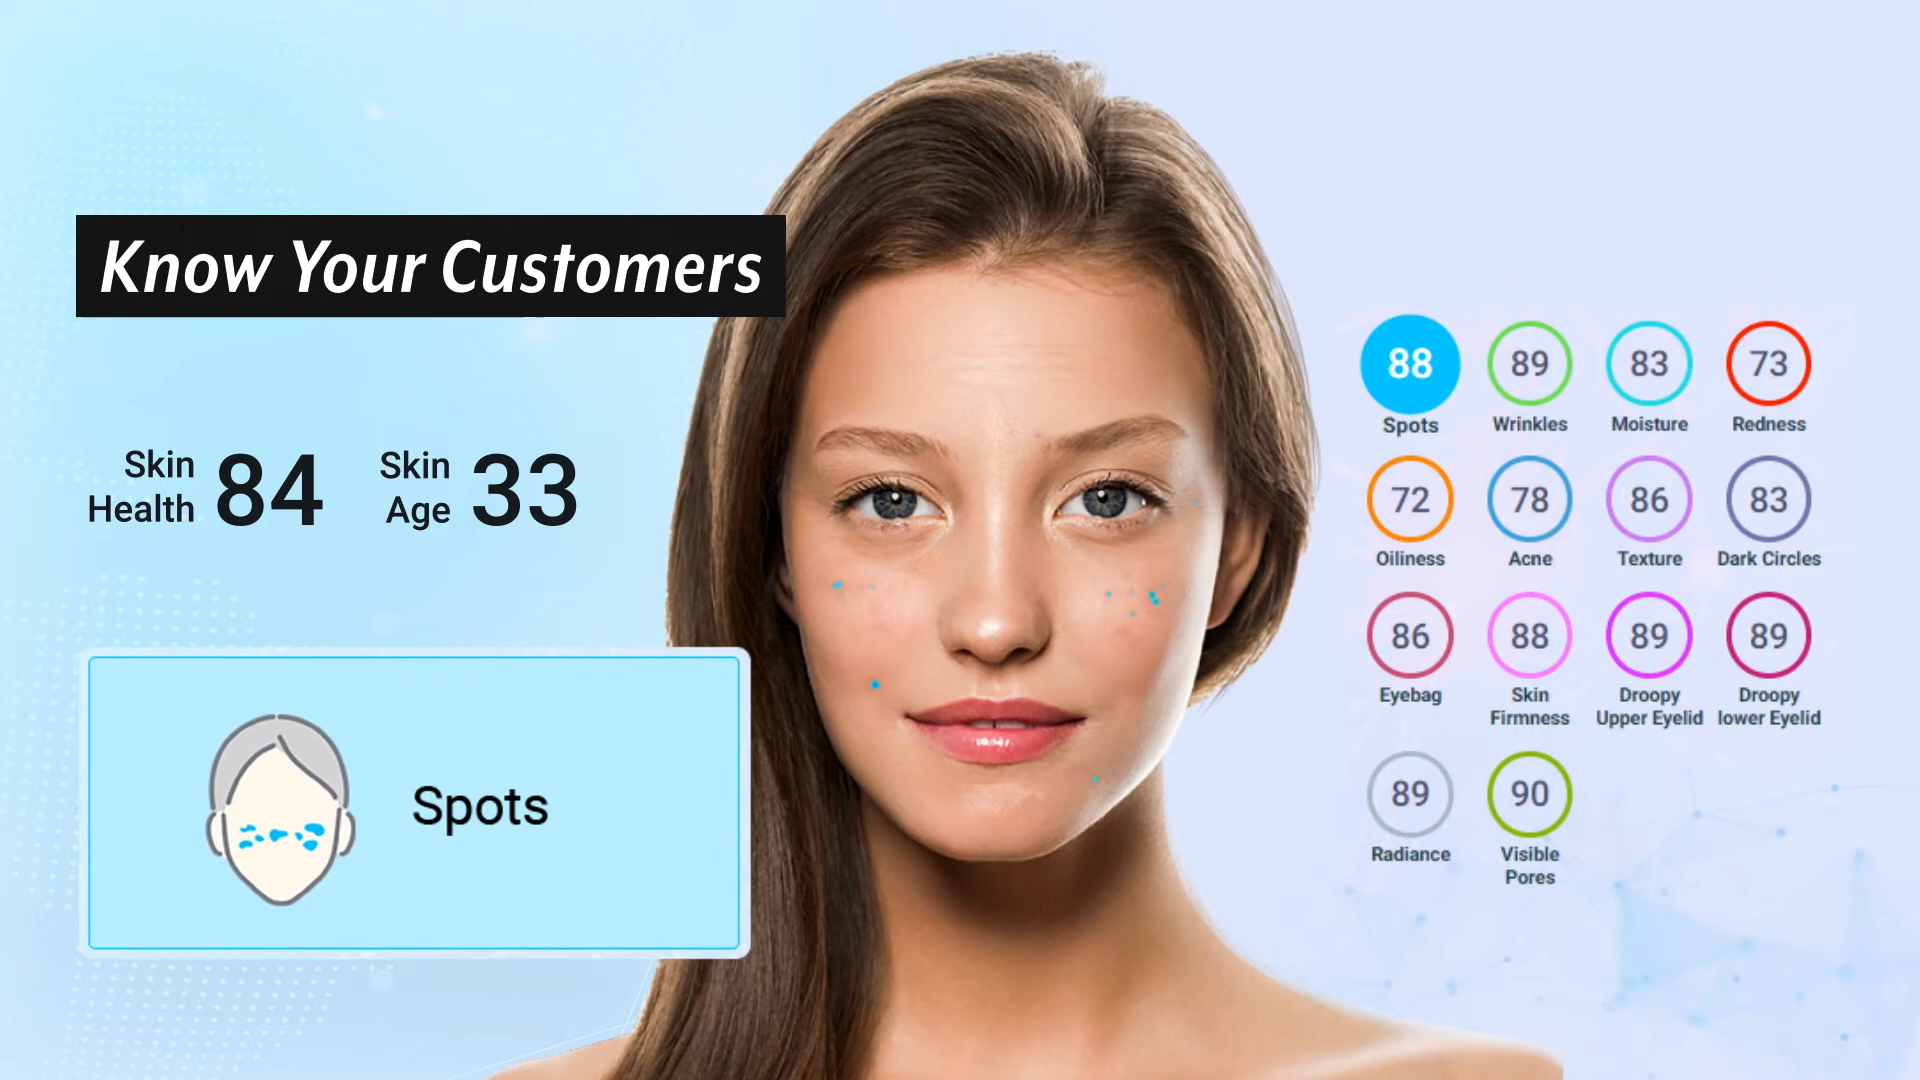 Know Your Customers
Skin
Health
84
Skin
Age
33
Spots
88
89
83
73
Spots
Wrinkles
Moisture
Redness
72
78
86
83
Oiliness
Acne
Texture
Dark Circles
86
88
89
89
Eyebag
Skin
Firmness
Droopy
Upper Eyelid
Droopy
lower Eyelid
89
90
Radiance
Visible
Pores